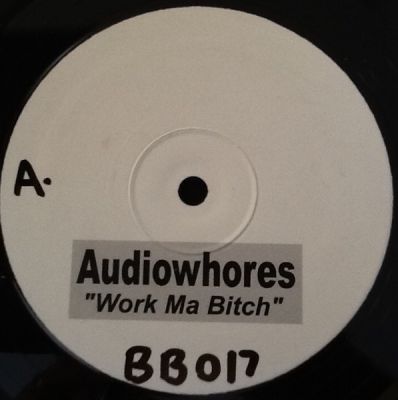 A.
Audiowhores
"Work Ma Bitch"
BB017